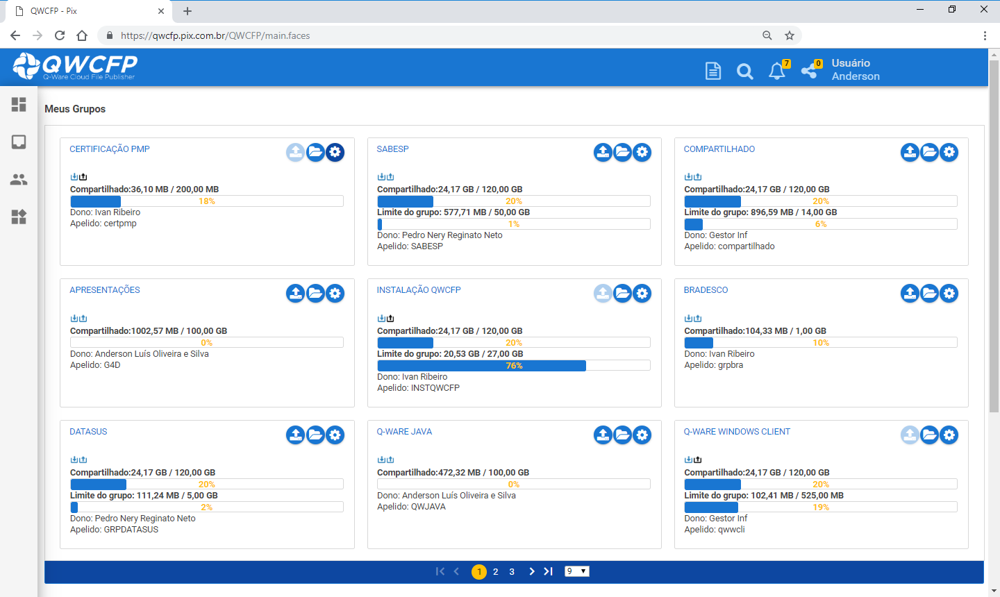 QWCFP - Pix
https://qwcfp.pix.com.br/QWCFP/main.faces
QWCFP
Q-Ware Cloud File Publisher
7
0
Usuário
Anderson
Meus Grupos
CERTIFICAÇÃO PMP
Compartilhado:36,10 MB / 200,00 MB
18%
Dono: Ivan Ribeiro
Apelido: certpmp
SABESP
Compartilhado:24,17 GB / 120,00 GB
20%
Limite do grupo: 577,71 MB / 50,00 GB
1%
Dono: Pedro Nery Reginato Neto
Apelido: SABESP
COMPARTILHADO
Compartilhado:24,17 GB / 120,00 GB
20%
Limite do grupo: 896,59 MB / 14,00 GB
6%
Dono: Gestor Inf
Apelido: compartilhado
APRESENTAÇÕES
Compartilhado:1002,57 MB / 100,00 GB
0%
Dono: Anderson Luís Oliveira e Silva
Apelido: G4D
INSTALAÇÃO QWCFP
Compartilhado:24,17 GB / 120,00 GB
20%
Limite do grupo: 20,53 GB / 27,00 GB
76%
Dono: Ivan Ribeiro
Apelido: INSTQWCFP
BRADESCO
Compartilhado:104,33 MB / 1,00 GB
10%
Dono: Ivan Ribeiro
Apelido: grpbra
DATASUS
Compartilhado:24,17 GB / 120,00 GB
20%
Limite do grupo: 111,24 MB / 5,00 GB
2%
Dono: Pedro Nery Reginato Neto
Apelido: GRPDATASUS
Q-WARE JAVA
Compartilhado:472,32 MB / 100,00 GB
0%
Dono: Anderson Luís Oliveira e Silva
Apelido: QWJAVA
Q-WARE WINDOWS CLIENT
Compartilhado:24,17 GB / 120,00 GB
20%
Limite do grupo: 102,41 MB / 525,00 MB
19%
Dono: Gestor Inf
Apelido: qwwcli
1 2 3 9